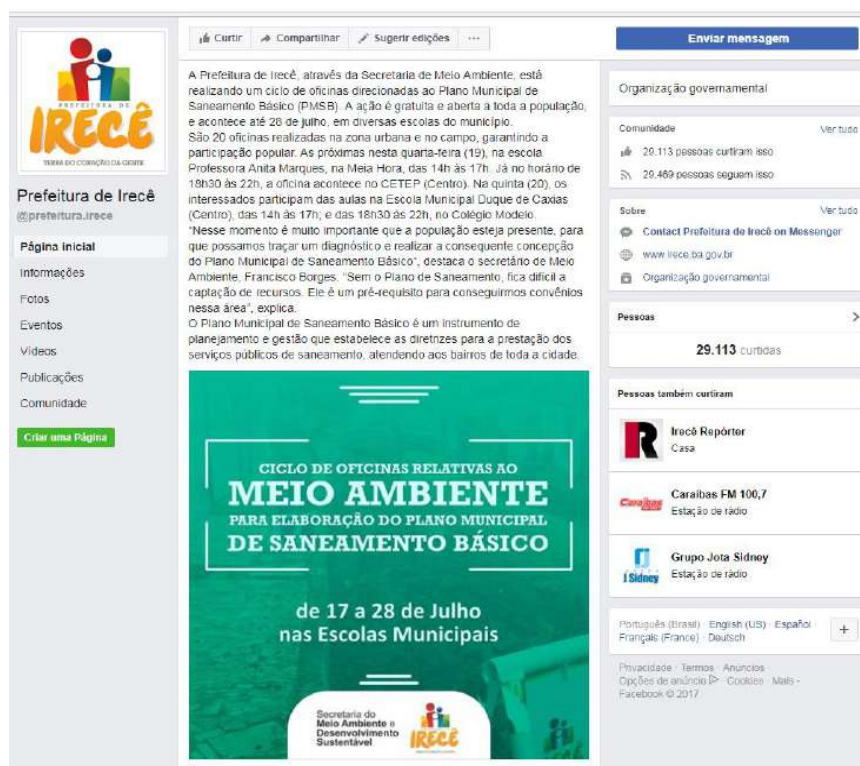 PREFEITURA DE
IRECÊ
TERRA DO CORAÇÃO DA GENTE
Prefeitura de Irecê
@prefeitura.irece
Página inicial
Informações
Fotos
Eventos
Vídeos
Publicações
Comunidade
Criar uma Página
Curtir Compartilhar Sugerir edições ...
A Prefeitura de Irecê, através da Secretaria de Meio Ambiente, está
realizando um ciclo de oficinas direcionadas ao Plano Municipal de
Saneamento Básico (PMSB). A ação é gratuita e aberta a toda a população,
e acontece até 28 de julho, em diversas escolas do município.
São 20 oficinas realizadas na zona urbana e no campo, garantindo a
participação popular. As próximas nesta quarta-feira (19), na escola
Professora Anita Marques, na Meia Hora, das 14h às 17h. Já no horário de
18h30 às 22h, a oficina acontece no CETEP (Centro). Na quinta (20), os
interessados participam das aulas na Escola Municipal Duque de Caxias
(Centro), das 14h às 17h; e das 18h30 às 22h, no Colégio Modelo.
"Nesse momento é muito importante que a população esteja presente, para
que possamos traçar um diagnóstico e realizar a consequente concepção
do Plano Municipal de Saneamento Básico", destaca o secretário de Meio
Ambiente, Francisco Borges. "Sem o Plano de Saneamento, fica difícil a
captação de recursos. Ele é um pré-requisito para conseguirmos convênios
nessa área", explica.
O Plano Municipal de Saneamento Básico é um instrumento de
planejamento e gestão que estabelece as diretrizes para a prestação dos
serviços públicos de saneamento, atendendo aos bairros de toda a cidade.
CICLO DE OFICINAS RELATIVAS AO
MEIO AMBIENTE
PARA ELABORAÇÃO DO PLANO MUNICIPAL
DE SANEAMENTO BÁSICO
de 17 a 28 de Julho
nas Escolas Municipais
Secretaria do
Meio Ambiente e
Desenvolvimento
Sustentável
IRECÊ
Enviar mensagem
Organização governamental
Comunidade Ver tudo
29.113 pessoas curtiram isso
29.469 pessoas seguem isso
Sobre Ver tudo
Contact Prefeitura de Irecê on Messenger
www.irece.ba.gov.br
Organização governamental
Pessoas
29.113 curtidas
Pessoas também curtiram
Irecê Repórter
Casa
Caraíbas
Caraíbas FM 100,7
Estação de rádio
J Sidney
Grupo Jota Sidney
Estação de rádio
Português (Brasil) · English (US) · Español ·
Français (France) · Deutsch
Privacidade · Termos · Anúncios ·
Opções de anúncio · Cookies · Mais ·
Facebook © 2017